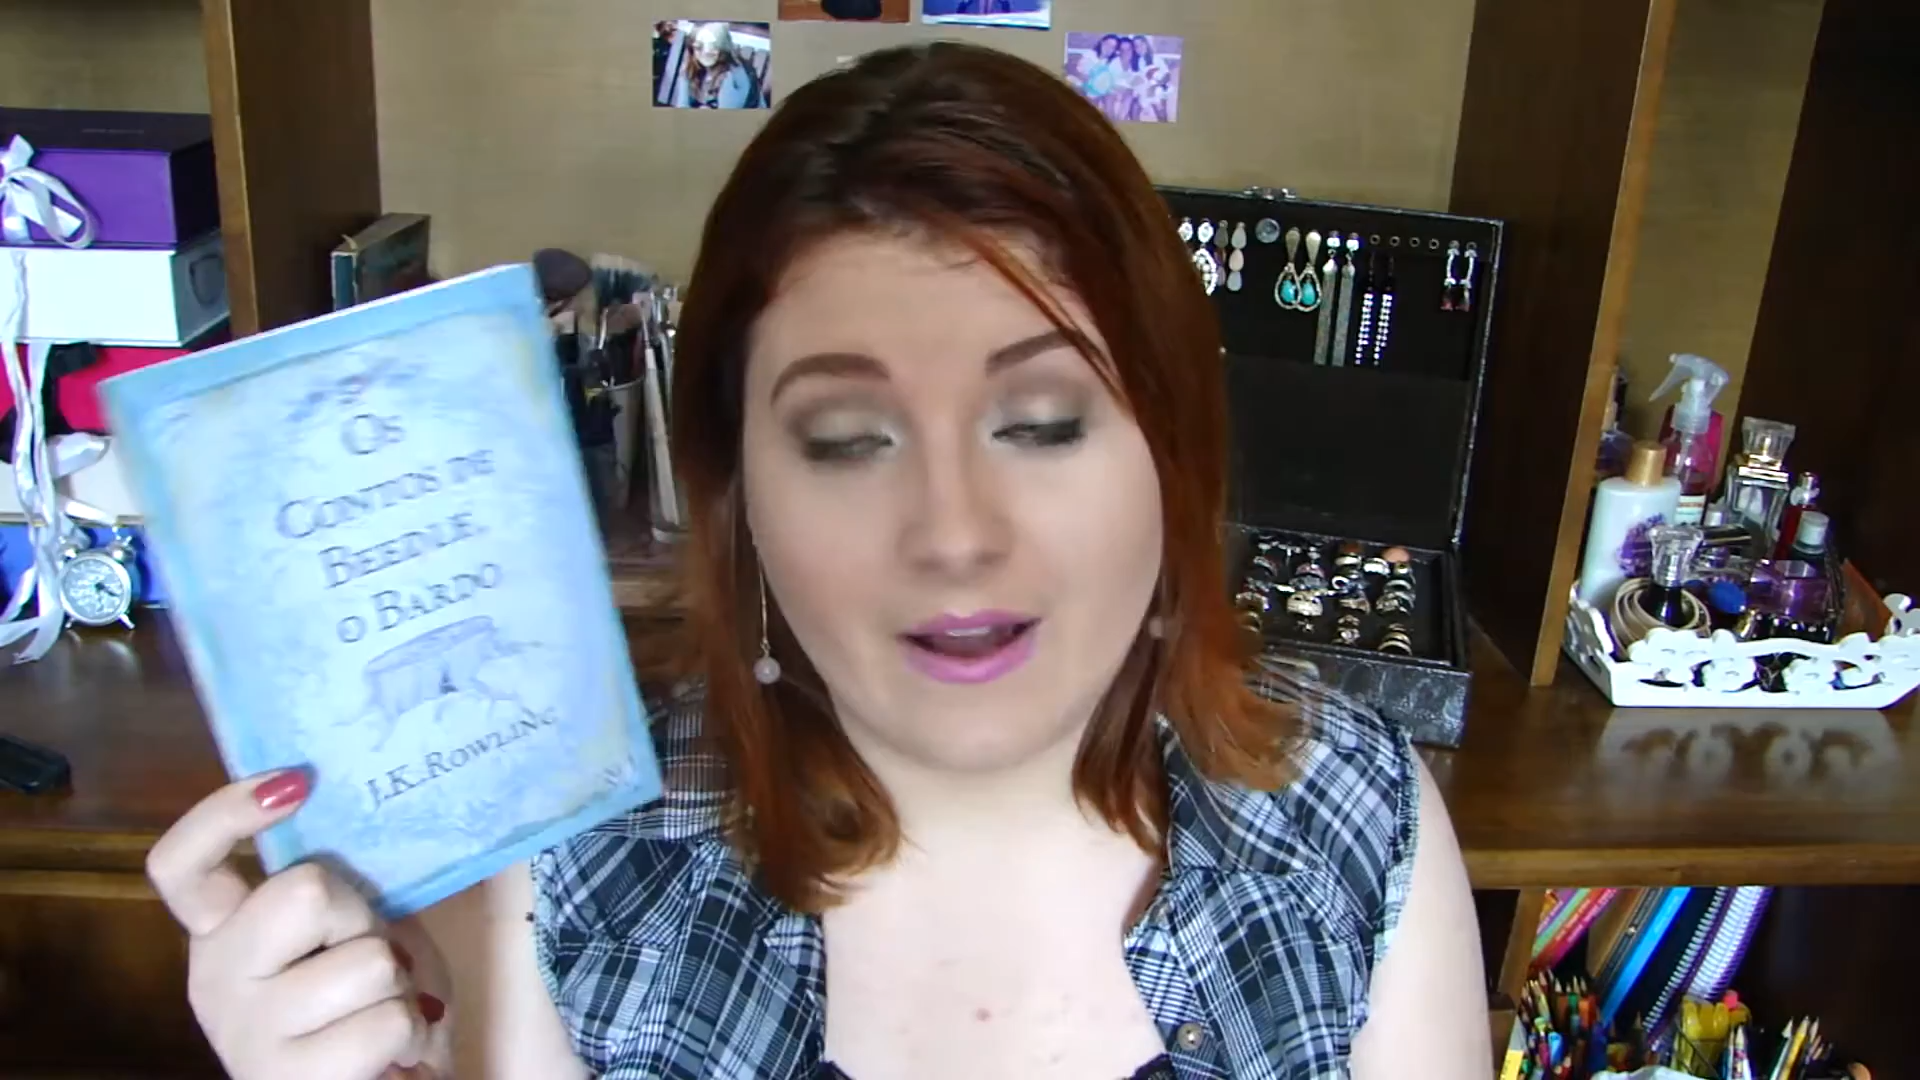 Os
Contos de
Beedle,
o Bardo
J.K. Rowling